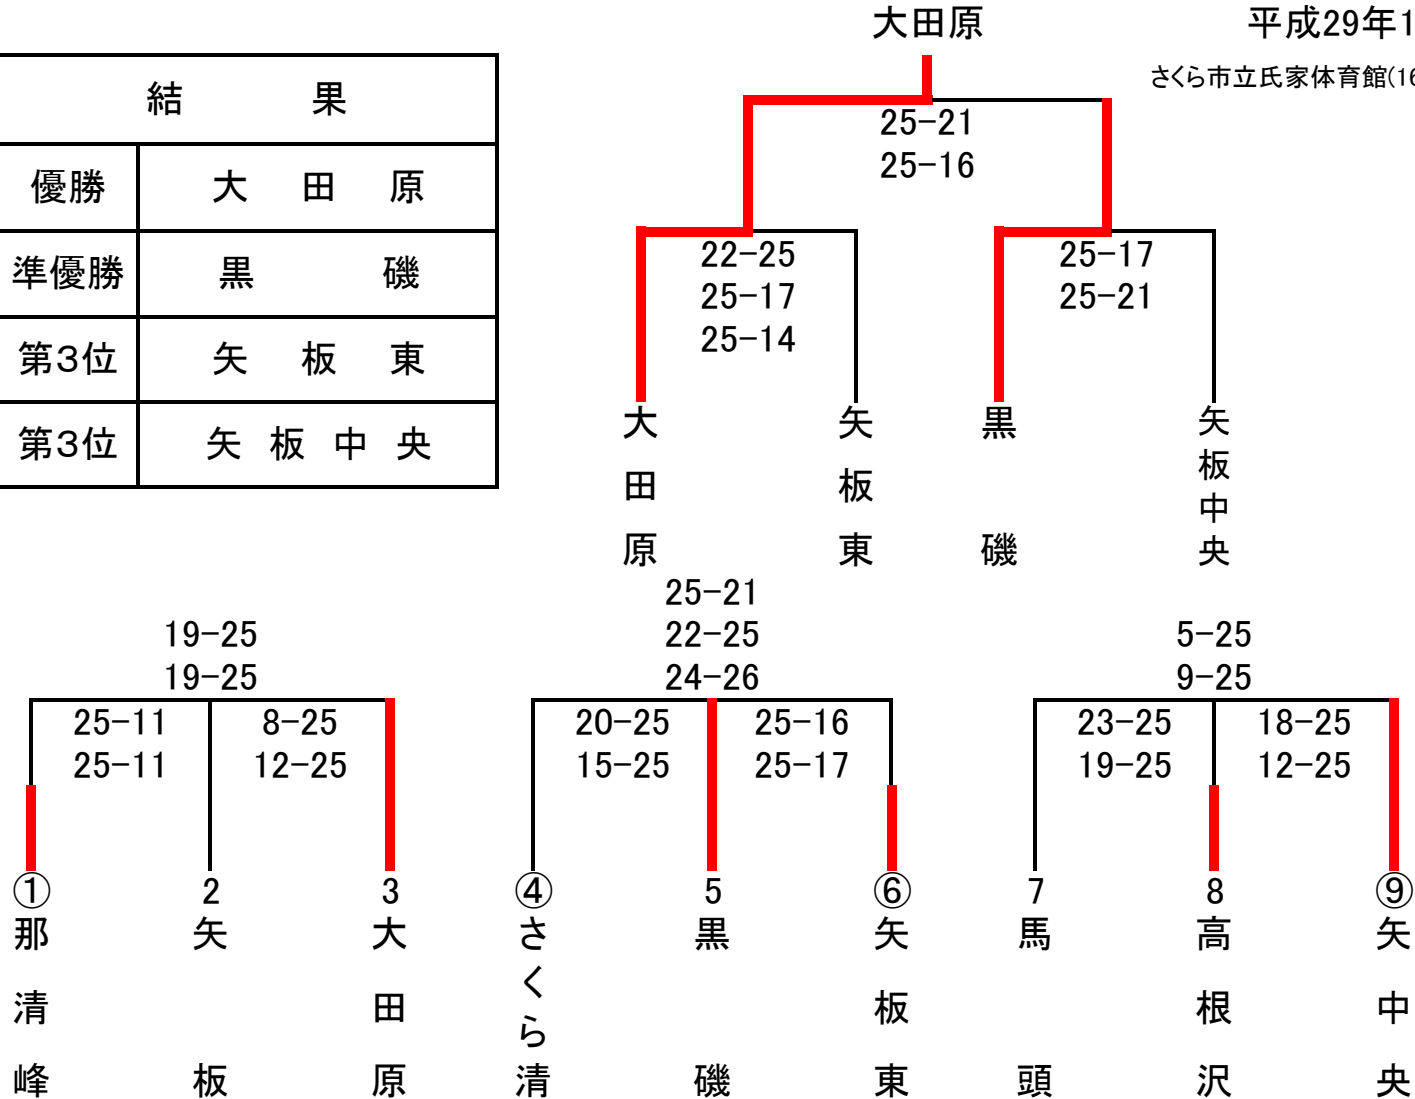 大田原
平成29年1
さくら市立氏家体育館(16
結果
優勝 大田原
準優勝 黒磯
第3位 矢板東
第3位 矢板中央
25-21
25-16
22-25
25-17
25-14
25-17
25-21
大田原
矢板東
黒磯
矢板中央
19-25
19-25
25-11
25-11
8-25
12-25
25-21
22-25
24-26
20-25
15-25
25-16
25-17
5-25
9-25
23-25
19-25
18-25
12-25
① 那清峰
2 矢板
3 大田原
④ さくら清
5 黒磯
⑥ 矢板東
7 馬頭
8 高根沢
⑨ 矢中央